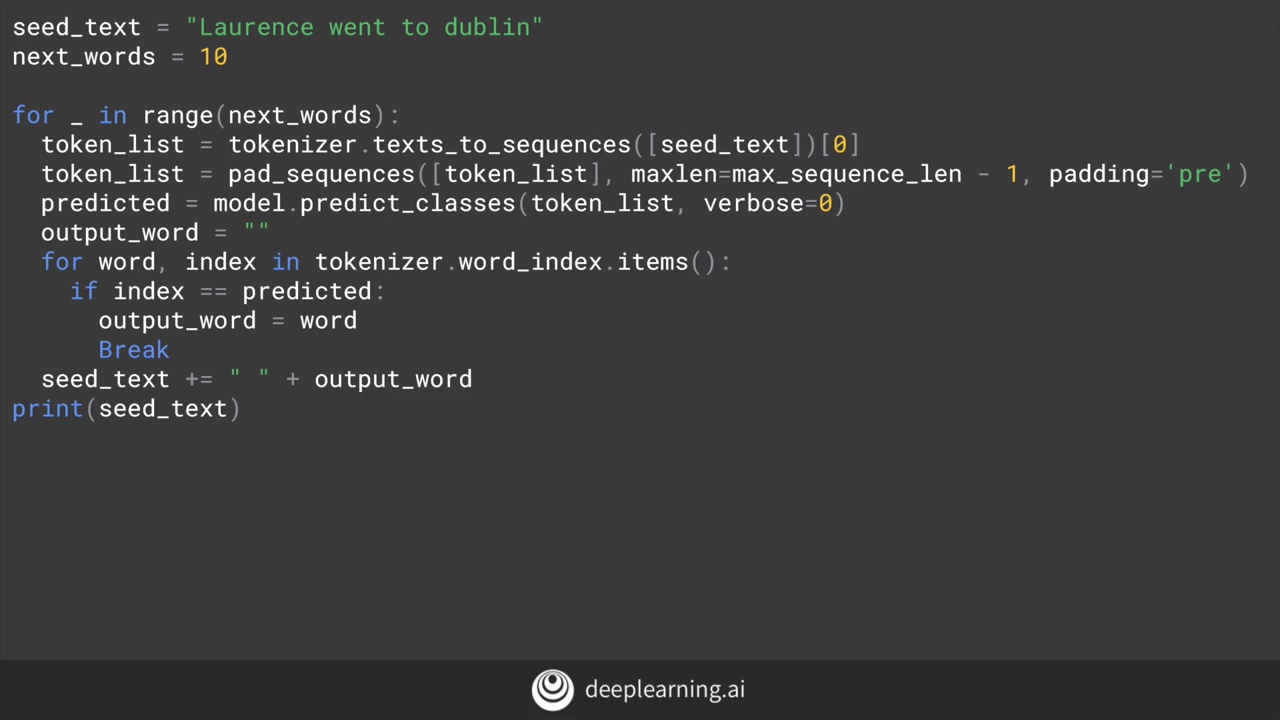 seed_text = "Laurence went to dublin"
next_words = 10
for _ in range(next_words):
  token_list = tokenizer.texts_to_sequences([seed_text])[0]
  token_list = pad_sequences([token_list], maxlen=max_sequence_len - 1, padding='pre')
  predicted = model.predict_classes(token_list, verbose=0)
  output_word = ""
  for word, index in tokenizer.word_index.items():
    if index == predicted:
      output_word = word
      Break
  seed_text += " " + output_word
print(seed_text)
deeplearning.ai